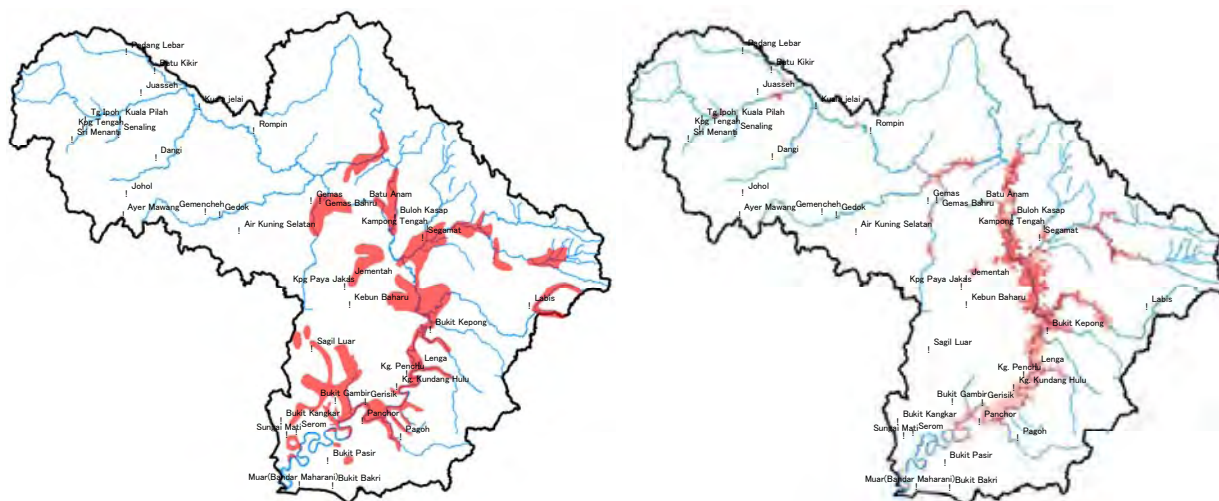 Padang Lebar
Batu Kikir
Juasseh
Kuala jelai
Tg Ipoh
Kuala Pilah
Kpg Tengah
Senaling
Sri Menanti
Rompin
Dangi
Johol
Ayer Mawang
Gemencheh
Gedok
Gemas
Gemas Bahru
Batu Anam
Air Kuning Selatan
Buloh Kasap
Kampong Tengah
Segamat
Jementah
Kpg Paya Jakas
Kebun Baharu
Labis
Bukit Kepong
Sagil Luar
Lenga
Kg. Penchu
Kg. Kundang Hulu
Bukit Gambir
Gerisik
Bukit Kangkar
Panchor
Sungai Mati
Serom
Pagoh
Bukit Pasir
Muar(Bandar Maharani)
Bukit Bakri
Padang Lebar
Batu Kikir
Juasseh
Kuala jelai
Tg Ipoh
Kuala Pilah
Kpg Tengah
Senaling
Sri Menanti
Rompin
Dangi
Johol
Ayer Mawang
Gemencheh
Gedok
Gemas
Gemas Bahru
Batu Anam
Air Kuning Selatan
Buloh Kasap
Kampong Tengah
Segamat
Jementah
Kpg Paya Jakas
Kebun Baharu
Labis
Bukit Kepong
Sagil Luar
Lenga
Kg. Penchu
Kg. Kundang Hulu
Bukit Gambir
Gerisik
Bukit Kangkar
Panchor
Sungai Mati
Serom
Pagoh
Bukit Pasir
Muar(Bandar Maharani)
Bukit Bakri